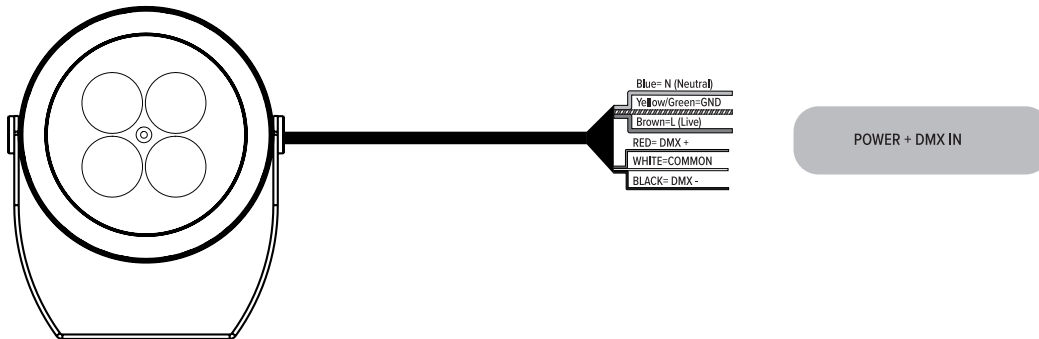 Blue= N (Neutral)
Yellow/Green=GND
Brown=L (Live)
RED= DMX +
WHITE=COMMON
BLACK= DMX -
POWER + DMX IN